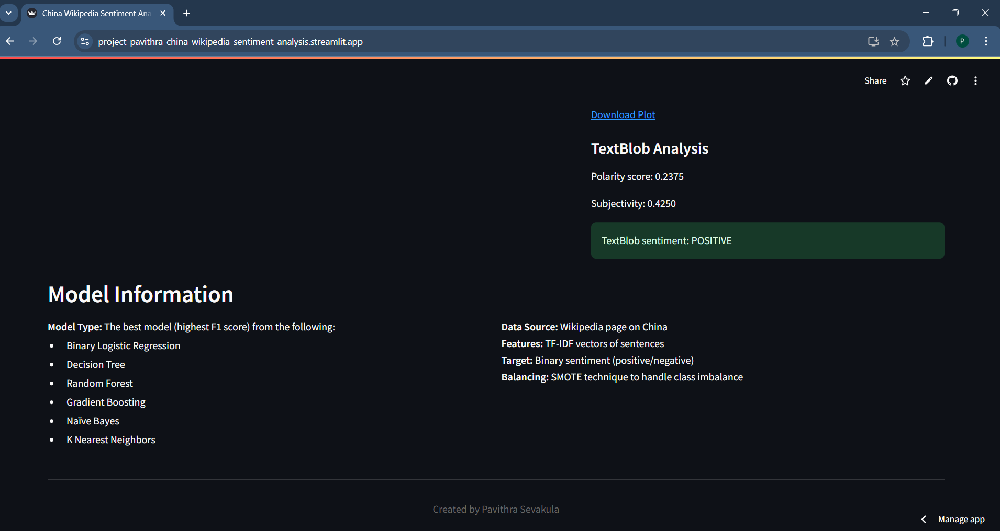 China Wikipedia Sentiment Ana
project-pavithra-china-wikipedia-sentiment-analysis.streamlit.app
P
Share
Download Plot
TextBlob Analysis
Polarity score: 0.2375
Subjectivity: 0.4250
TextBlob sentiment: POSITIVE
Model Information
Model Type: The best model (highest F1 score) from the following:
• Binary Logistic Regression
• Decision Tree
• Random Forest
• Gradient Boosting
• Naïve Bayes
• K Nearest Neighbors
Data Source: Wikipedia page on China
Features: TF-IDF vectors of sentences
Target: Binary sentiment (positive/negative)
Balancing: SMOTE technique to handle class imbalance
Created by Pavithra Sevakula
Manage app